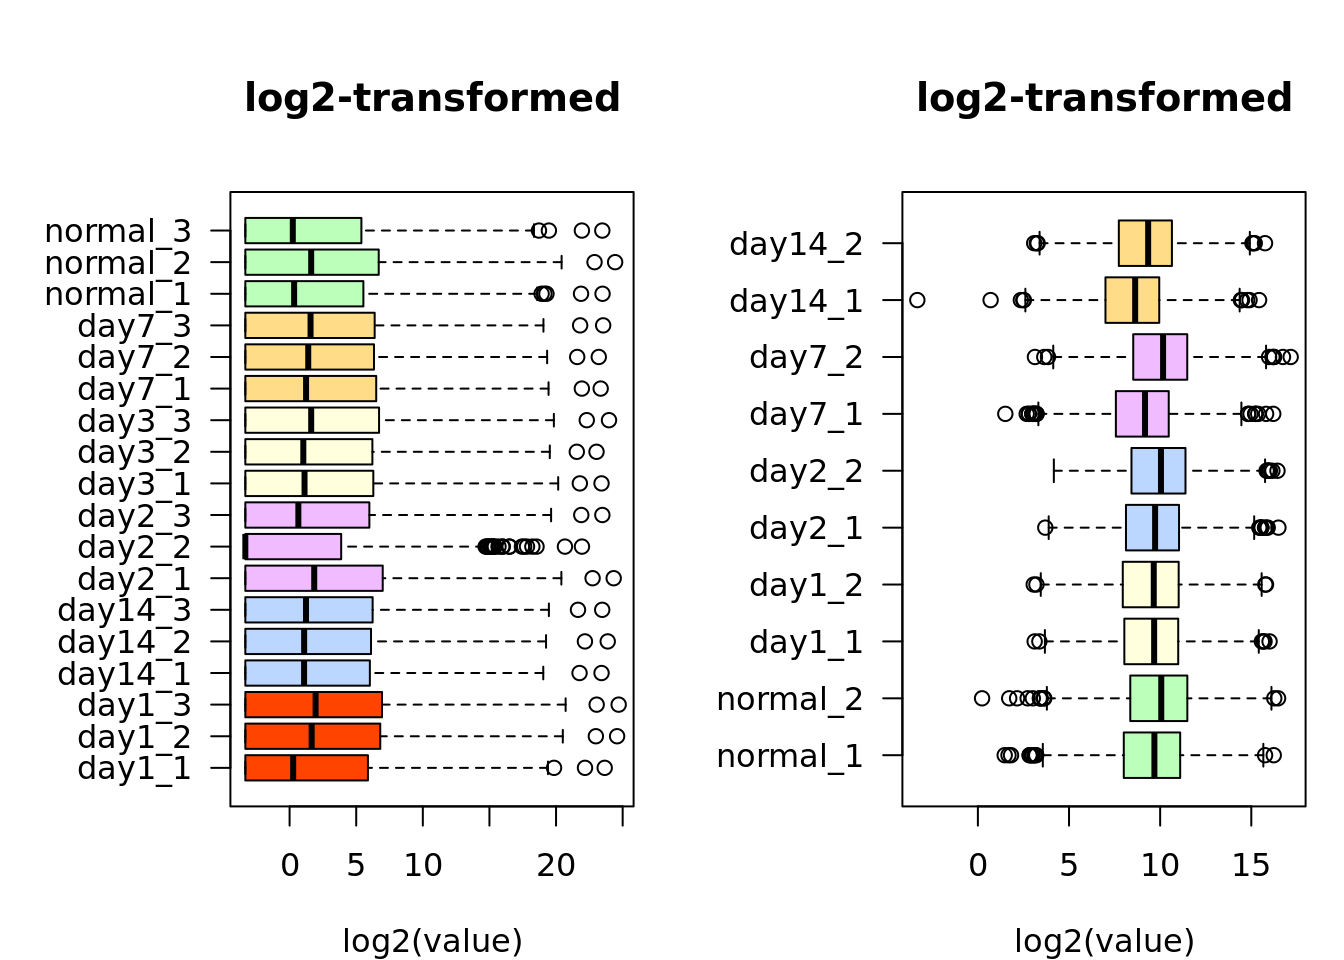 log2-transformed
normal_3
normal_2
normal_1
day7_3
day7_2
day7_1
day3_3
day3_2
day3_1
day2_3
day2_2
day2_1
day14_3
day14_2
day14_1
day1_3
day1_2
day1_1
0 5 10 20
log2(value)
log2-transformed
day14_2
day14_1
day7_2
day7_1
day2_2
day2_1
day1_2
day1_1
normal_2
normal_1
0 5 10 15
log2(value)